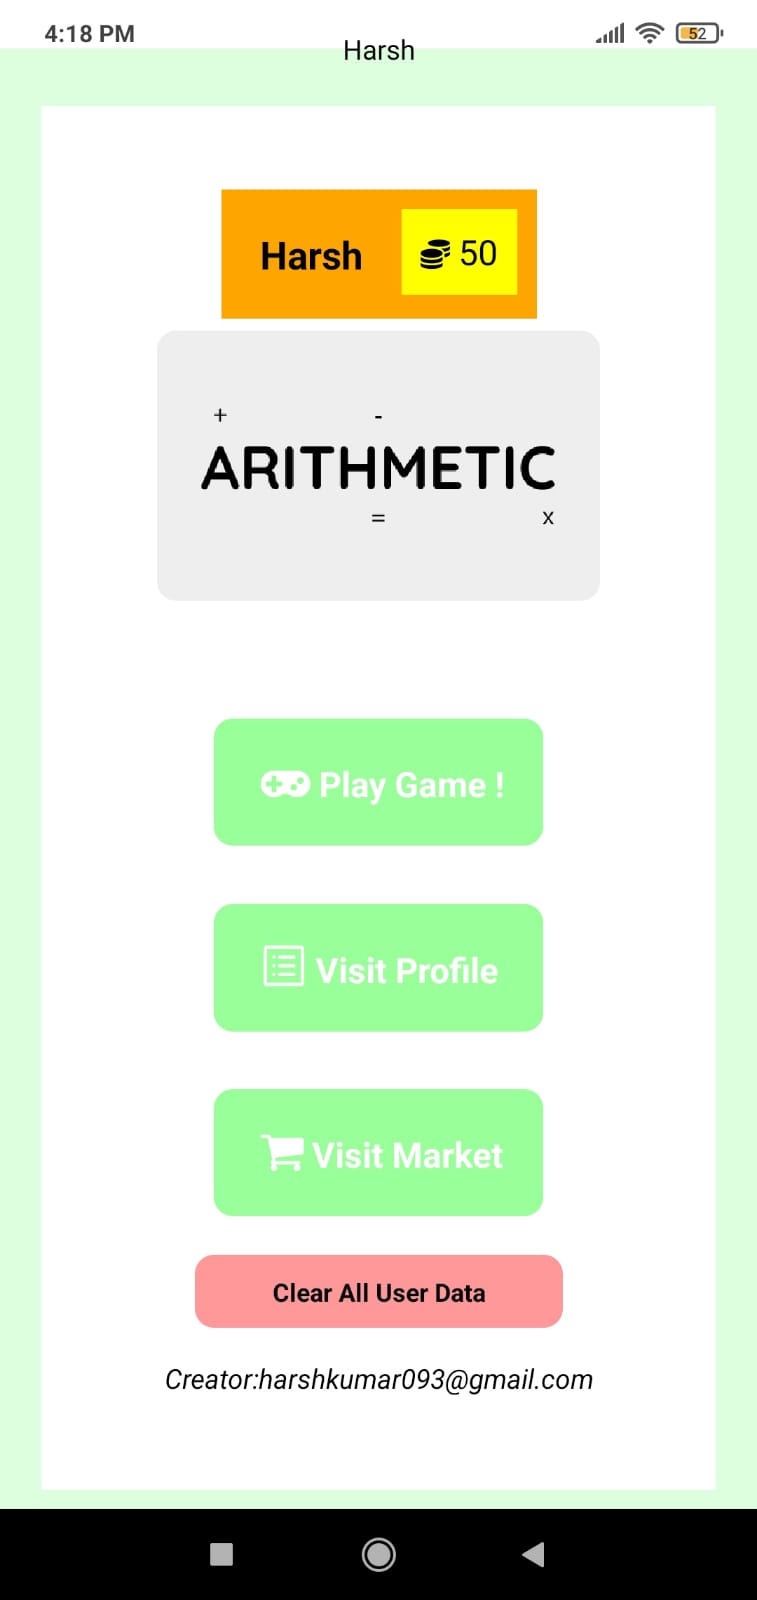 4:18 PM
52
Harsh
Harsh 50
+ -
ARITHMETIC
= x
Play Game !
Visit Profile
Visit Market
Clear All User Data
Creator:harshkumar093@gmail.com